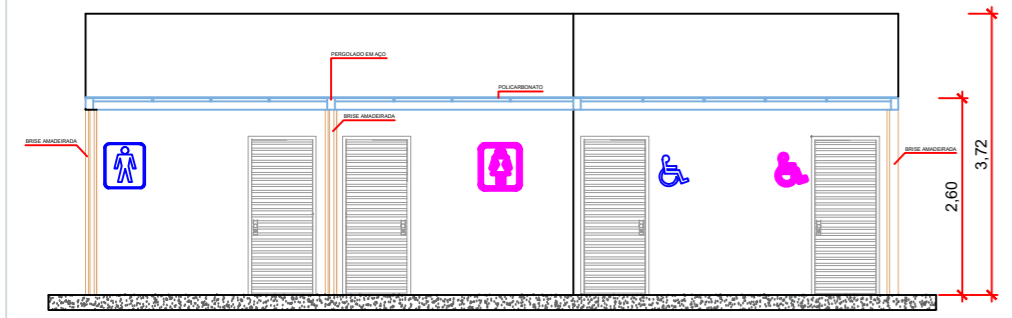 PERGOLADO EM AÇO
POLICARBONATO
BRISE AMADEIRADA
BRISE AMADEIRADA
BRISE AMADEIRADA
2,60
3,72